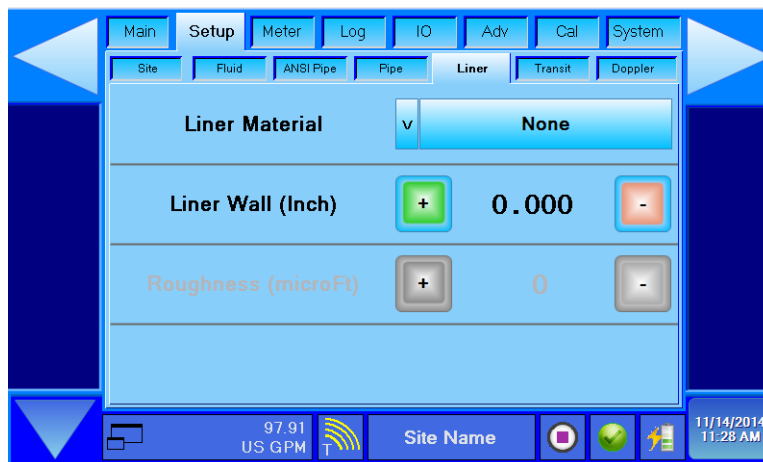 Main Setup Meter Log IO Adv Cal System
Site Fluid ANSI Pipe Pipe Liner Transit Doppler
Liner Material v None
Liner Wall (Inch) + 0.000 -
Roughness (microFt) + 0 -
97.91
US GPM T Site Name
11/14/2014
11:28 AM